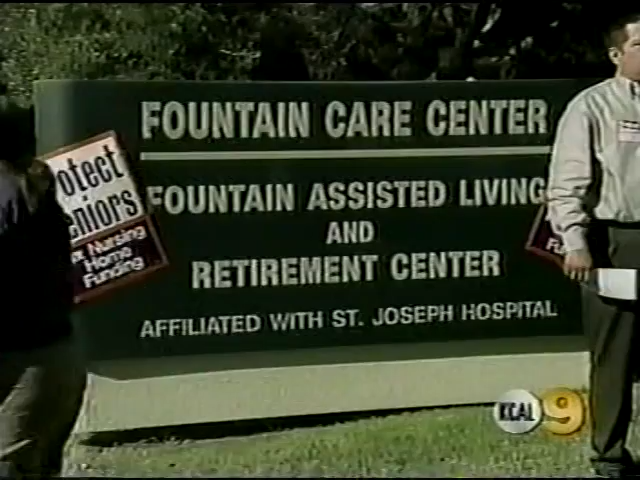 FOUNTAIN CARE CENTER
FOUNTAIN ASSISTED LIVING
AND
RETIREMENT CENTER
AFFILIATED WITH ST. JOSEPH HOSPITAL
otect
eniors
Nursing
Home
Funding
Fu
KCAL 9